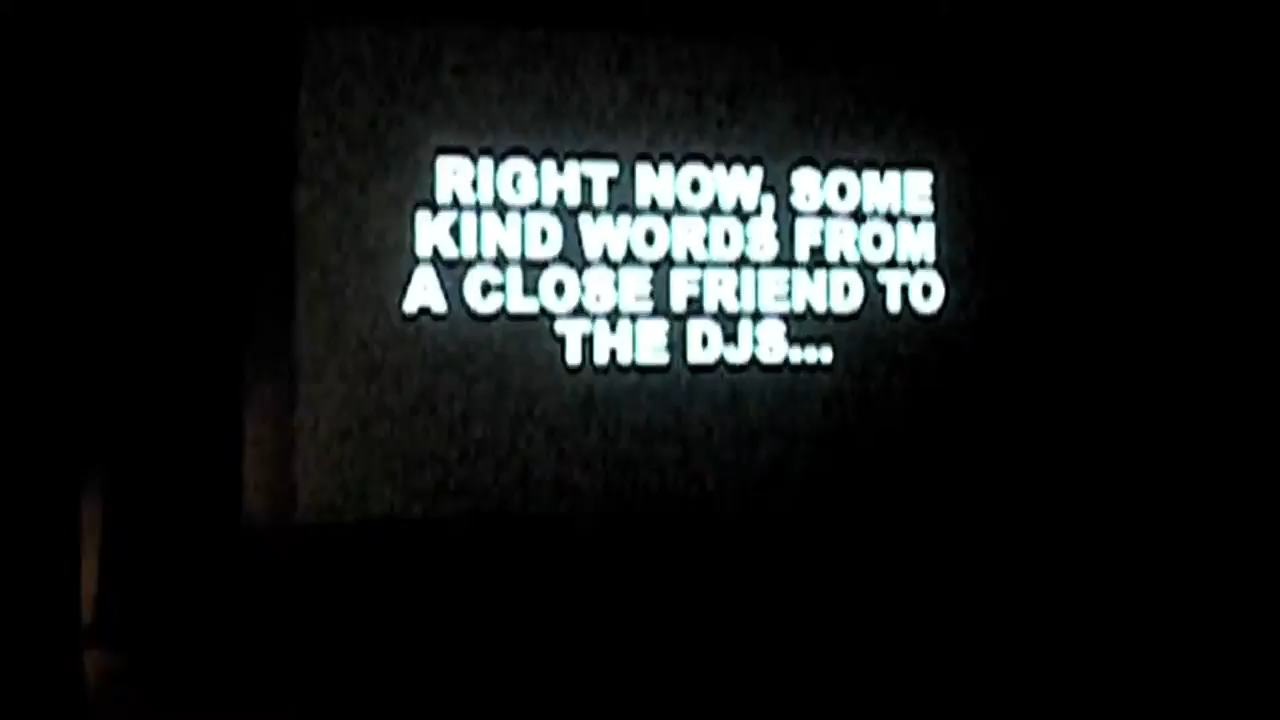 RIGHT NOW, SOME
KIND WORDS FROM
A CLOSE FRIEND TO
THE DJS...